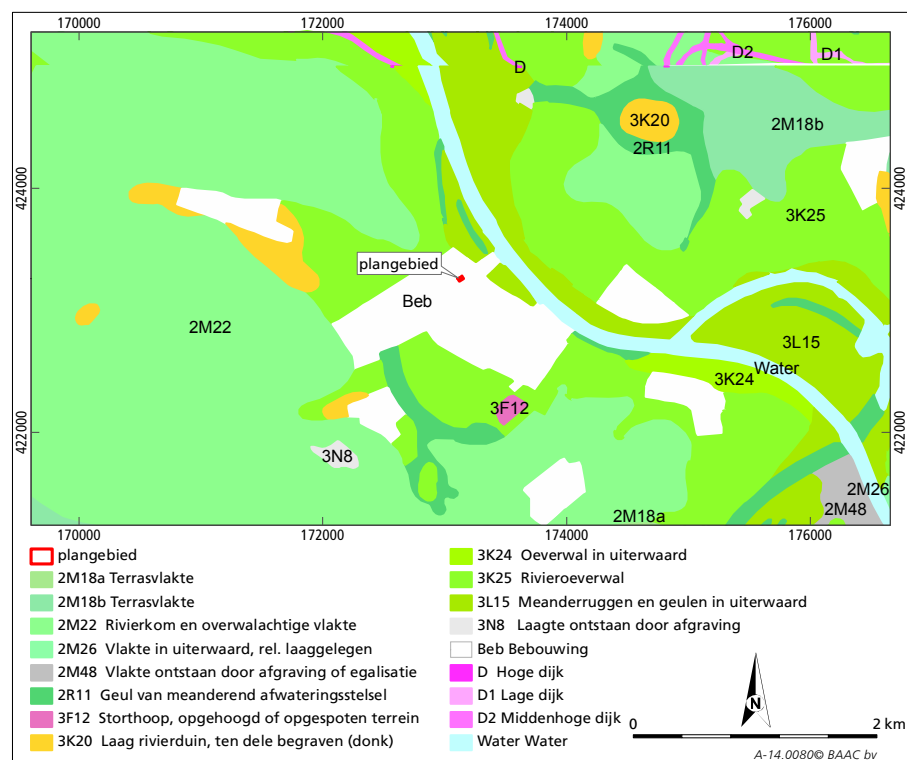 170000 172000 174000 176000
D D2 D1
3K20 2M18b
2R11
424000 424000
3K25
plangebied
Beb
2M22 3L15
Water
3K24
3F12
422000 422000
3N8
2M26
2M48
2M18a
170000 172000 174000 176000
plangebied
2M18a Terrasvlakte
2M18b Terrasvlakte
2M22 Rivierkom en overwalachtige vlakte
2M26 Vlakte in uiterwaard, rel. laaggelegen
2M48 Vlakte ontstaan door afgraving of egalisatie
2R11 Geul van meanderend afwateringsstelsel
3F12 Storthoop, opgehoogd of opgespoten terrein
3K20 Laag rivierduin, ten dele begraven (donk)
3K24 Oeverwal in uiterwaard
3K25 Rivieroeverwal
3L15 Meanderruggen en geulen in uiterwaard
3N8 Laagte ontstaan door afgraving
Beb Bebouwing
D Hoge dijk
D1 Lage dijk
D2 Middenhoge dijk
Water Water
N
0 2 km
A-14.0080© BAAC bv